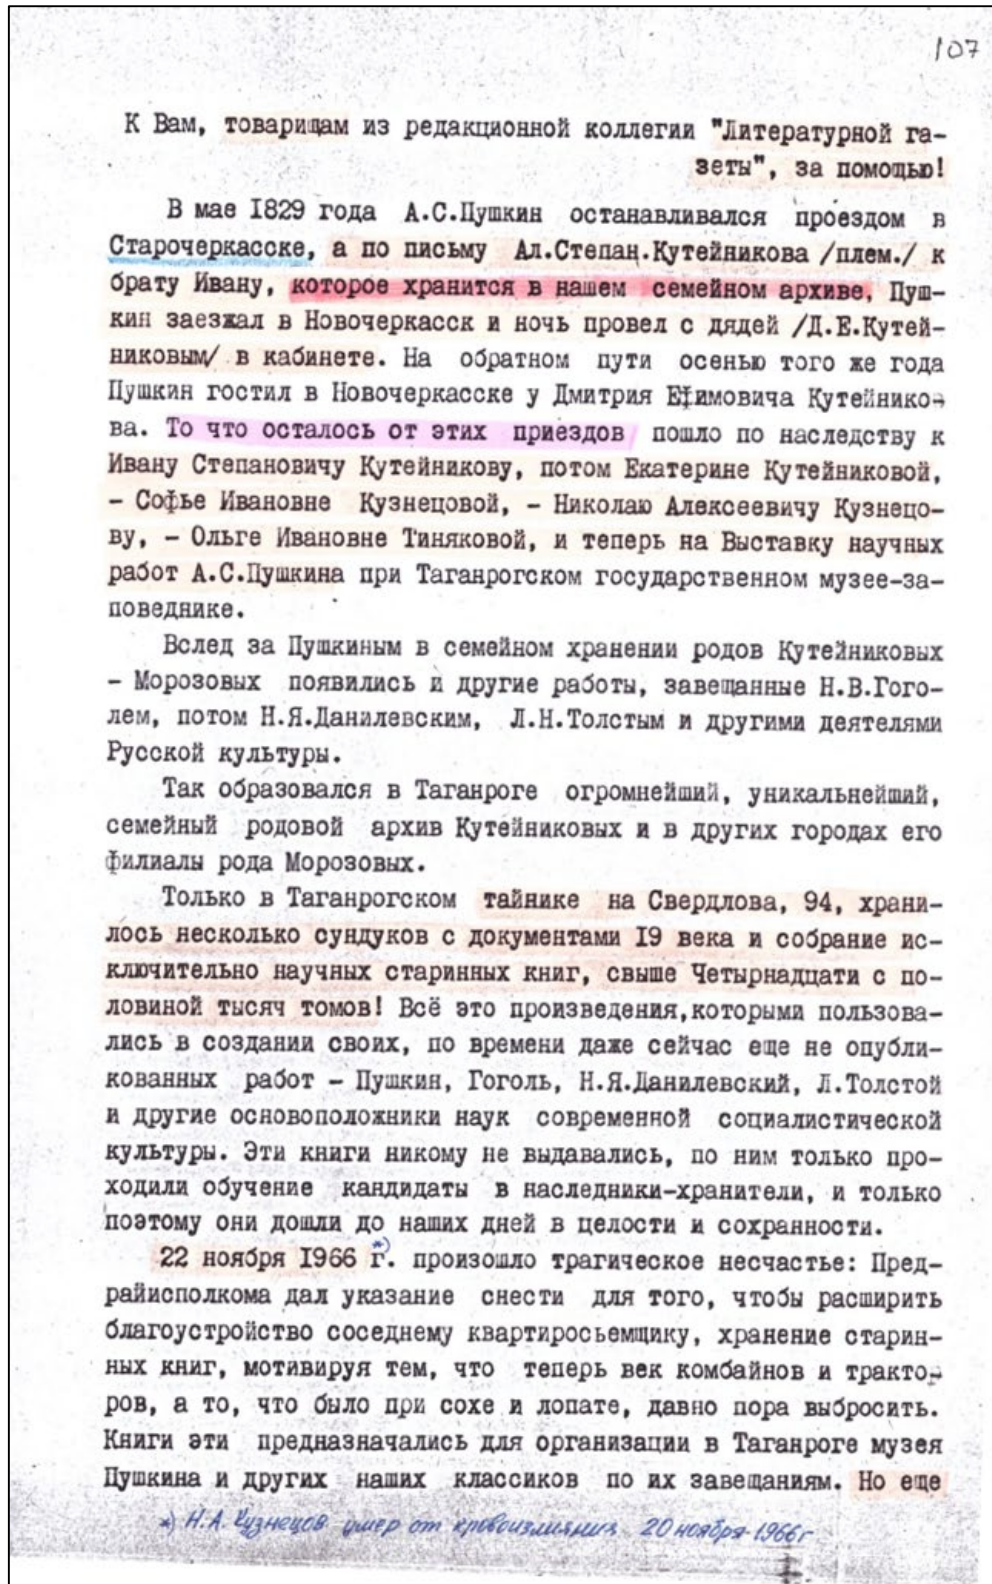 107
К Вам, товарищам из редакционной коллегии "Литературной га-
зеты", за помощью!
В мае 1829 года А.С.Пушкин останавливался проездом в
Старочеркасске, а по письму Ал.Степан.Кутейникова /плем./ к
брату Ивану, которое хранится в нашем семейном архиве, Пуш-
кин заезжал в Новочеркасск и ночь провел с дядей /Д.Е.Кутей-
никовым/ в кабинете. На обратном пути осенью того же года
Пушкин гостил в Новочеркасске у Дмитрия Ефимовича Кутейнико-
ва. То что осталось от этих приездов пошло по наследству к
Ивану Степановичу Кутейникову, потом Екатерине Кутейниковой,
- Софье Ивановне Кузнецовой, - Николаю Алексеевичу Кузнецо-
ву, - Ольге Ивановне Тиняковой, и теперь на Выставку научных
работ А.С.Пушкина при Таганрогском государственном музее-за-
поведнике.
Вслед за Пушкиным в семейном хранении родов Кутейниковых
- Морозовых появились и другие работы, завещанные Н.В.Гого-
лем, потом Н.Я.Данилевским, Л.Н.Толстым и другими деятелями
Русской культуры.
Так образовался в Таганроге огромнейший, уникальнейший,
семейный родовой архив Кутейниковых и в других городах его
филиалы рода Морозовых.
Только в Таганрогском тайнике на Свердлова, 94, храни-
лось несколько сундуков с документами 19 века и собрание ис-
ключительно научных старинных книг, свыше Четырнадцати с по-
ловиной тысяч томов! Всё это произведения,которыми пользова-
лись в создании своих, по времени даже сейчас еще не опубли-
кованных работ - Пушкин, Гоголь, Н.Я.Данилевский, Л.Толстой
и другие основоположники наук современной социалистической
культуры. Эти книги никому не выдавались, по ним только про-
ходили обучение кандидаты в наследники-хранители, и только
поэтому они дошли до наших дней в целости и сохранности.
22 ноября 1966 г.*) произошло трагическое несчастье: Пред-
райисполкома дал указание снести для того, чтобы расширить
благоустройство соседнему квартиросьемщику, хранение старин-
ных книг, мотивируя тем, что теперь век комбайнов и тракто-
ров, а то, что было при сохе и лопате, давно пора выбросить.
Книги эти предназначались для организации в Таганроге музея
Пушкина и других наших классиков по их завещаниям. Но еще
*) Н.А. Кузнецов умер от кровоизлияния 20 ноября 1966 г